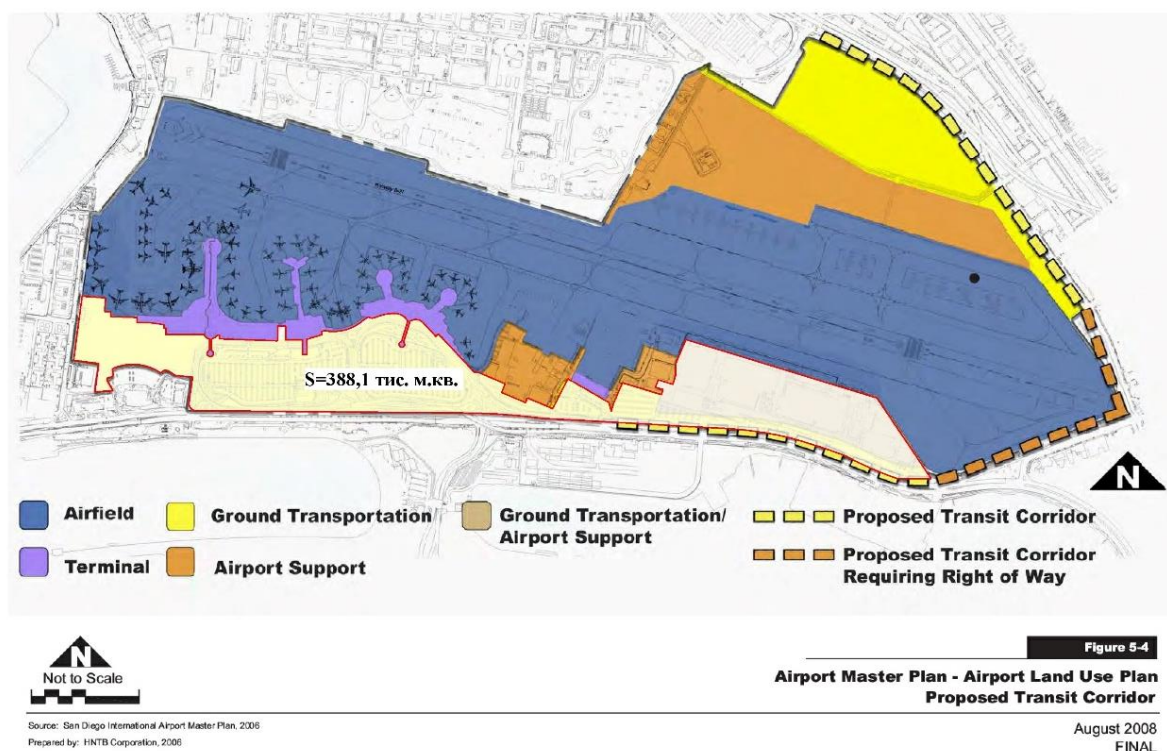 S=388,1 тис. м.кв.
N
Airfield
Ground Transportation
Ground Transportation/
Airport Support
Proposed Transit Corridor
Terminal
Airport Support
Proposed Transit Corridor
Requiring Right of Way
N
Not to Scale
Figure 5-4
Airport Master Plan - Airport Land Use Plan
Proposed Transit Corridor
Source: San Diego International Airport Master Plan, 2006
Prepared by: HNTB Corporation, 2006
August 2008
FINAL